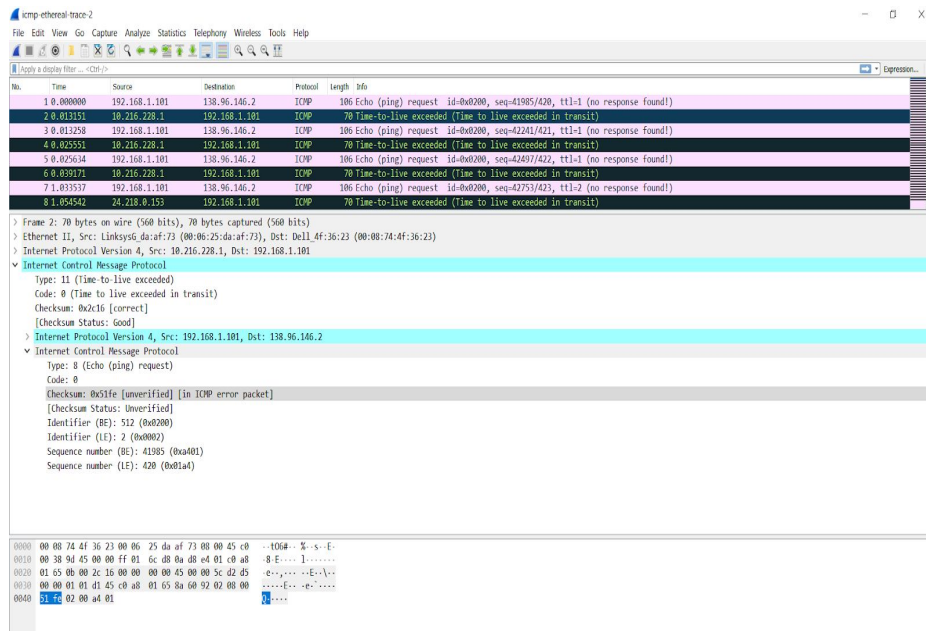 icmp-ethereal-trace-2
File Edit View Go Capture Analyze Statistics Telephony Wireless Tools Help
Apply a display filter ... <Ctrl-/>
Expression...
No. Time Source Destination Protocol Length Info
1 0.000000 192.168.1.101 138.96.146.2 ICMP 106 Echo (ping) request id=0x0200, seq=41985/420, ttl=1 (no response found!)
2 0.013151 10.216.228.1 192.168.1.101 ICMP 70 Time-to-live exceeded (Time to live exceeded in transit)
3 0.013258 192.168.1.101 138.96.146.2 ICMP 106 Echo (ping) request id=0x0200, seq=42241/421, ttl=1 (no response found!)
4 0.025551 10.216.228.1 192.168.1.101 ICMP 70 Time-to-live exceeded (Time to live exceeded in transit)
5 0.025634 192.168.1.101 138.96.146.2 ICMP 106 Echo (ping) request id=0x0200, seq=42497/422, ttl=1 (no response found!)
6 0.039171 10.216.228.1 192.168.1.101 ICMP 70 Time-to-live exceeded (Time to live exceeded in transit)
7 1.033537 192.168.1.101 138.96.146.2 ICMP 106 Echo (ping) request id=0x0200, seq=42753/423, ttl=2 (no response found!)
8 1.054542 24.218.0.153 192.168.1.101 ICMP 70 Time-to-live exceeded (Time to live exceeded in transit)
Frame 2: 70 bytes on wire (560 bits), 70 bytes captured (560 bits)
Ethernet II, Src: LinksysG_da:af:73 (00:06:25:da:af:73), Dst: Dell_4f:36:23 (00:08:74:4f:36:23)
Internet Protocol Version 4, Src: 10.216.228.1, Dst: 192.168.1.101
Internet Control Message Protocol
Type: 11 (Time-to-live exceeded)
Code: 0 (Time to live exceeded in transit)
Checksum: 0x2c16 [correct]
[Checksum Status: Good]
Internet Protocol Version 4, Src: 192.168.1.101, Dst: 138.96.146.2
Internet Control Message Protocol
Type: 8 (Echo (ping) request)
Code: 0
Checksum: 0x51fe [unverified] [in ICMP error packet]
[Checksum Status: Unverified]
Identifier (BE): 512 (0x0200)
Identifier (LE): 2 (0x0002)
Sequence number (BE): 41985 (0xa401)
Sequence number (LE): 420 (0x01a4)
0000 00 08 74 4f 36 23 00 06 25 da af 73 08 00 45 c0 ··tO6#·· %··s··E·
0010 00 38 9d 45 00 00 ff 01 6c d8 0a d8 e4 01 c0 a8 ·8·E···· l·······
0020 01 65 0b 00 2c 16 00 00 00 00 45 00 00 5c d2 d5 ·e··,··· ··E··\··
0030 00 00 01 01 d1 45 c0 a8 01 65 8a 60 92 02 08 00 ·····E·· ·e·`····
0040 51 fe 02 00 a4 01 Q·····